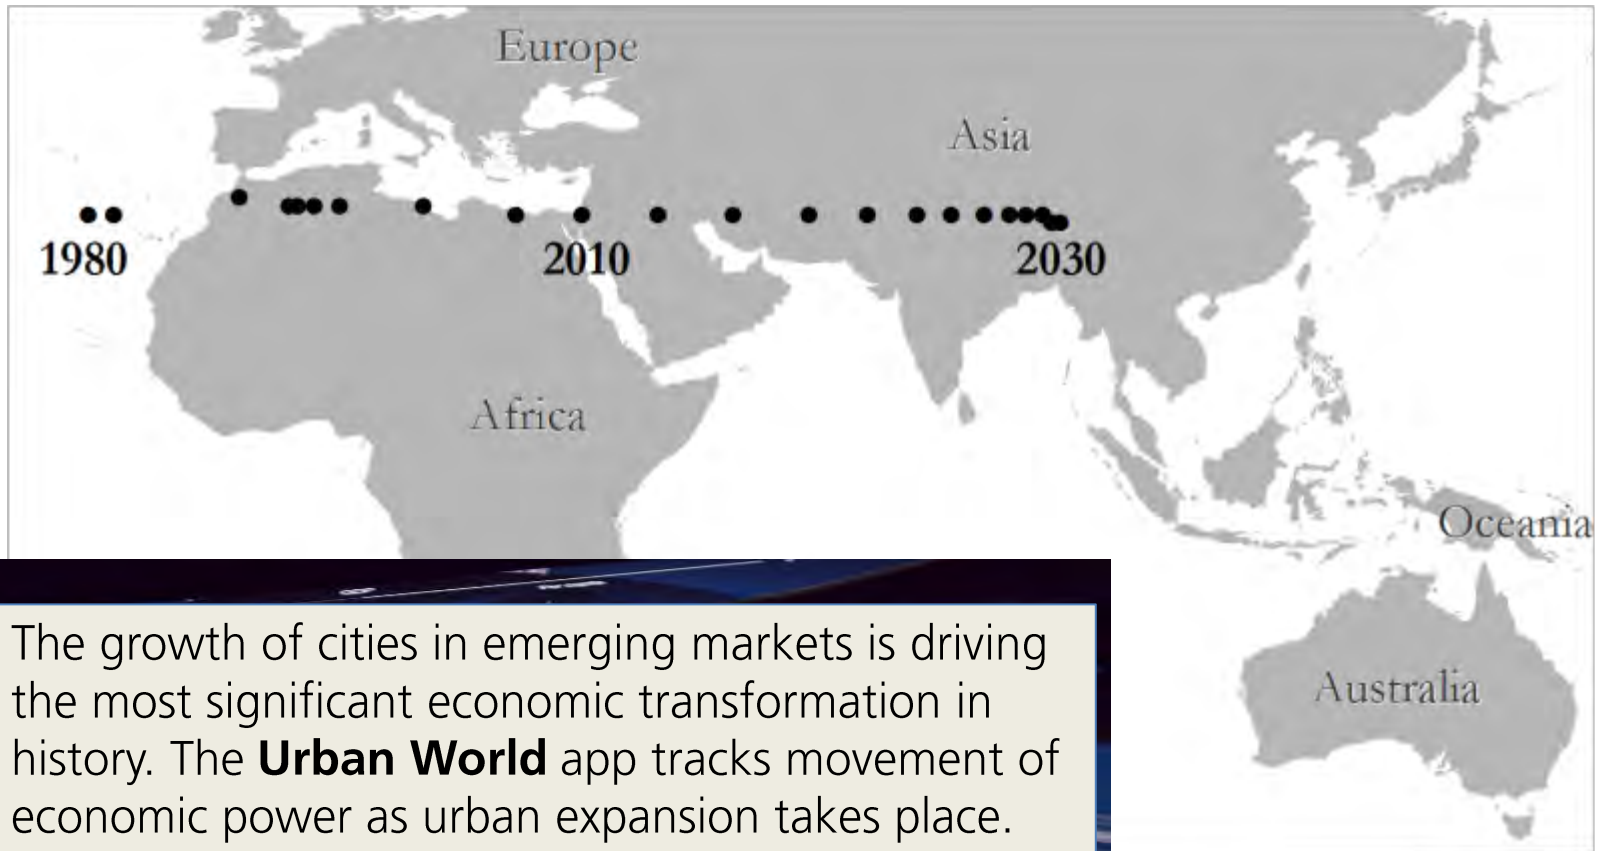 Europe
Asia
1980
2010
2030
Africa
Oceania
Australia
The growth of cities in emerging markets is driving
the most significant economic transformation in
history. The Urban World app tracks movement of
economic power as urban expansion takes place.